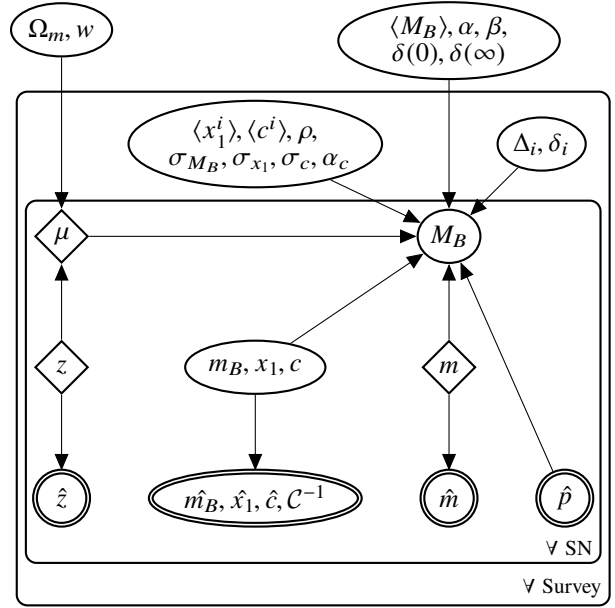 Ω_m, w
⟨M_B⟩, α, β,
δ(0), δ(∞)
⟨x_1^i⟩, ⟨c^i⟩, ρ,
σ_{M_B}, σ_{x_1}, σ_c, α_c
Δ_i, δ_i
μ
M_B
z
m_B, x_1, c
m
ẑ
m̂_B, x̂_1, ĉ, 𝒞^{-1}
m̂
p̂
∀ SN
∀ Survey